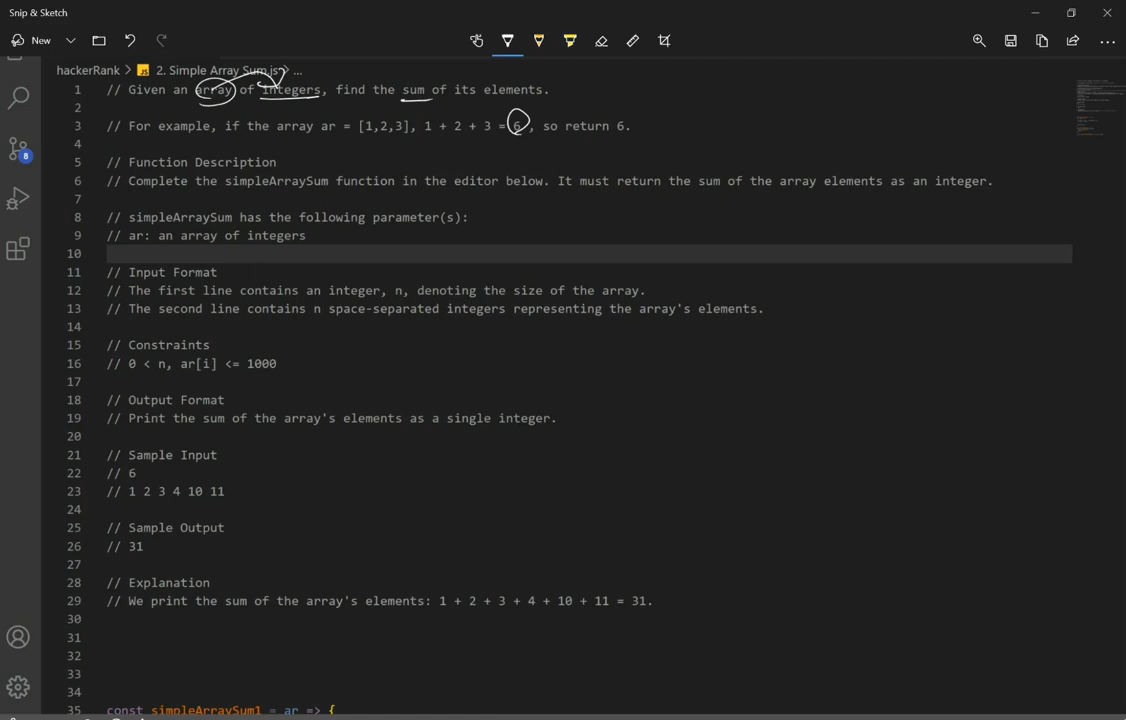 Snip & Sketch
New
hackerRank > JS 2. Simple Array Sum.js > ...
1 // Given an array of integers, find the sum of its elements.
2
3 // For example, if the array ar = [1,2,3], 1 + 2 + 3 = 6, so return 6.
4
5 // Function Description
6 // Complete the simpleArraySum function in the editor below. It must return the sum of the array elements as an integer.
7
8 // simpleArraySum has the following parameter(s):
8
9 // ar: an array of integers
10
11 // Input Format
12 // The first line contains an integer, n, denoting the size of the array.
13 // The second line contains n space-separated integers representing the array's elements.
14
15 // Constraints
16 // 0 < n, ar[i] <= 1000
17
18 // Output Format
19 // Print the sum of the array's elements as a single integer.
20
21 // Sample Input
22 // 6
23 // 1 2 3 4 10 11
24
25 // Sample Output
26 // 31
27
28 // Explanation
29 // We print the sum of the array's elements: 1 + 2 + 3 + 4 + 10 + 11 = 31.
30
31
32
33
34
35 const simpleArraySum1 = ar => {